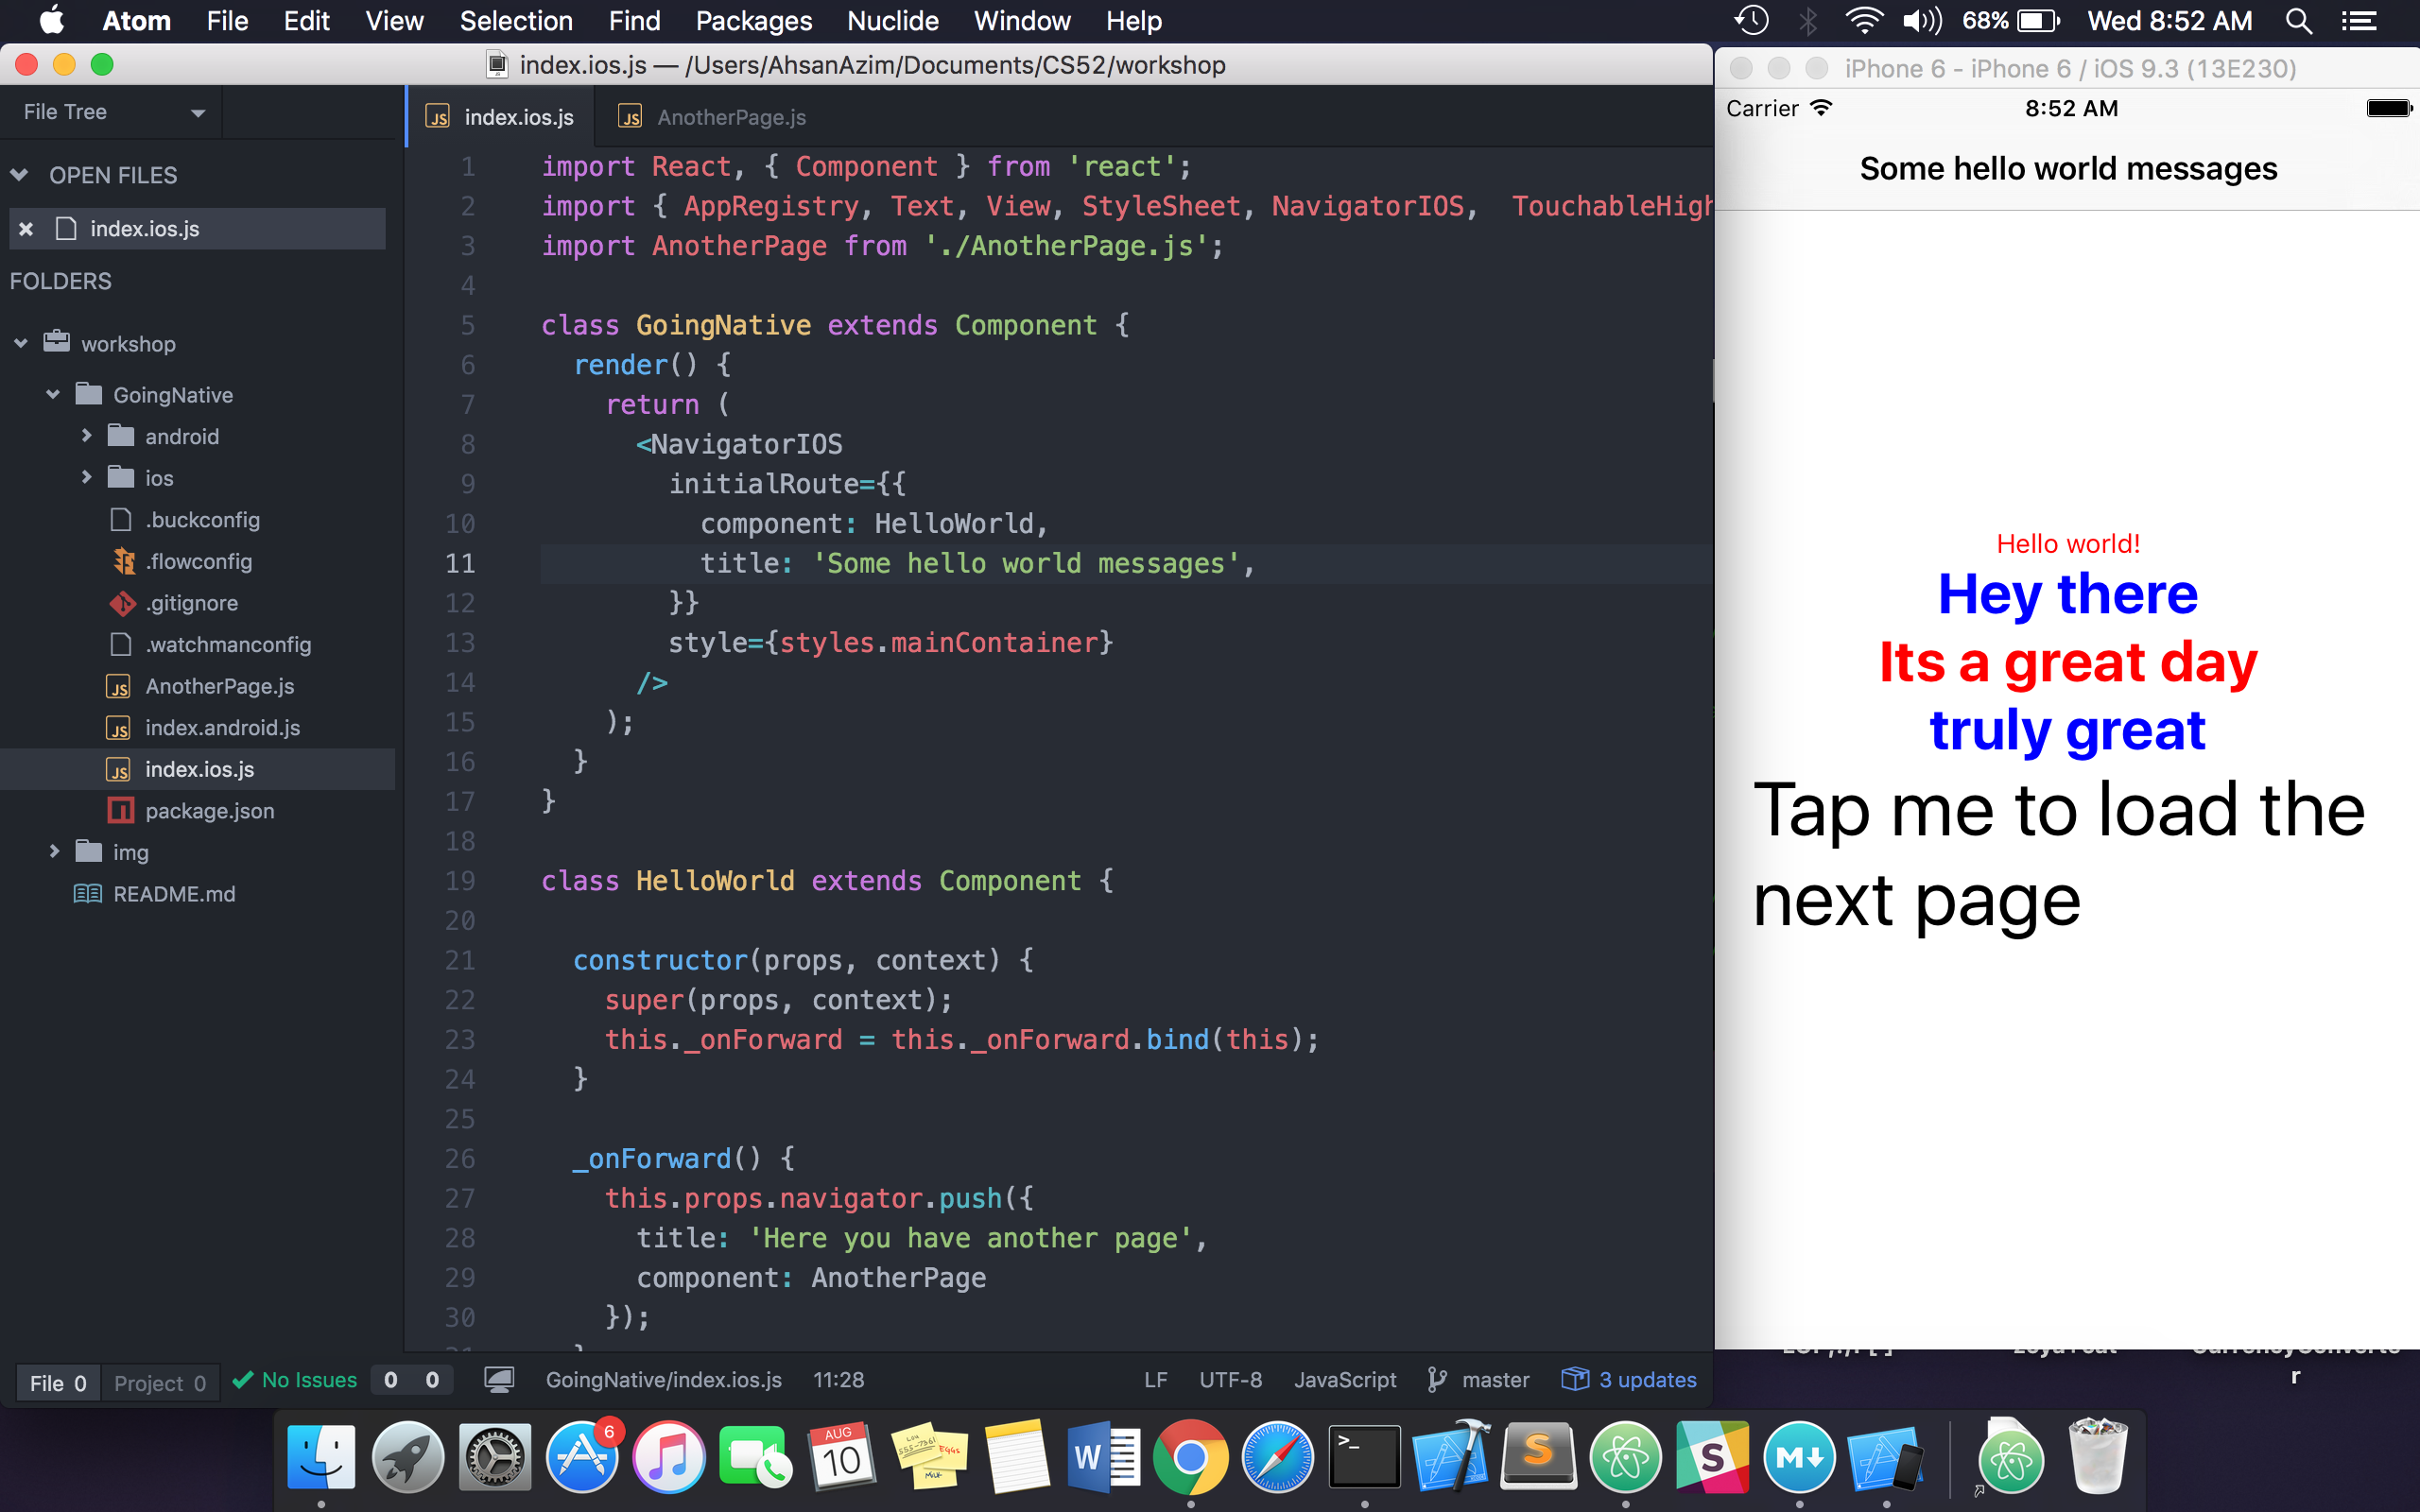 Atom File Edit View Selection Find Packages Nuclide Window Help 68% Wed 8:52 AM
index.ios.js — /Users/AhsanAzim/Documents/CS52/workshop
File Tree
OPEN FILES
index.ios.js
FOLDERS
workshop
GoingNative
android
ios
.buckconfig
.flowconfig
.gitignore
.watchmanconfig
AnotherPage.js
index.android.js
index.ios.js
package.json
img
README.md
index.ios.js AnotherPage.js
1 import React, { Component } from 'react';
2 import { AppRegistry, Text, View, StyleSheet, NavigatorIOS, TouchableHigh
3 import AnotherPage from './AnotherPage.js';
4
5 class GoingNative extends Component {
6 render() {
7 return (
8 <NavigatorIOS
9 initialRoute={{
10 component: HelloWorld,
11 title: 'Some hello world messages',
12 }}
13 style={styles.mainContainer}
14 />
15 );
16 }
17 }
18
19 class HelloWorld extends Component {
20
21 constructor(props, context) {
22 super(props, context);
23 this._onForward = this._onForward.bind(this);
24 }
25
26 _onForward() {
27 this.props.navigator.push({
28 title: 'Here you have another page',
29 component: AnotherPage
30 });
File 0 Project 0 No Issues 0 0 GoingNative/index.ios.js 11:28 LF UTF-8 JavaScript master 3 updates
iPhone 6 - iPhone 6 / iOS 9.3 (13E230)
Carrier 8:52 AM
Some hello world messages
Hello world!
Hey there
Its a great day
truly great
Tap me to load the
next page
r
6
AUG
10
Eggs
Milk
W
>_
S
S
M